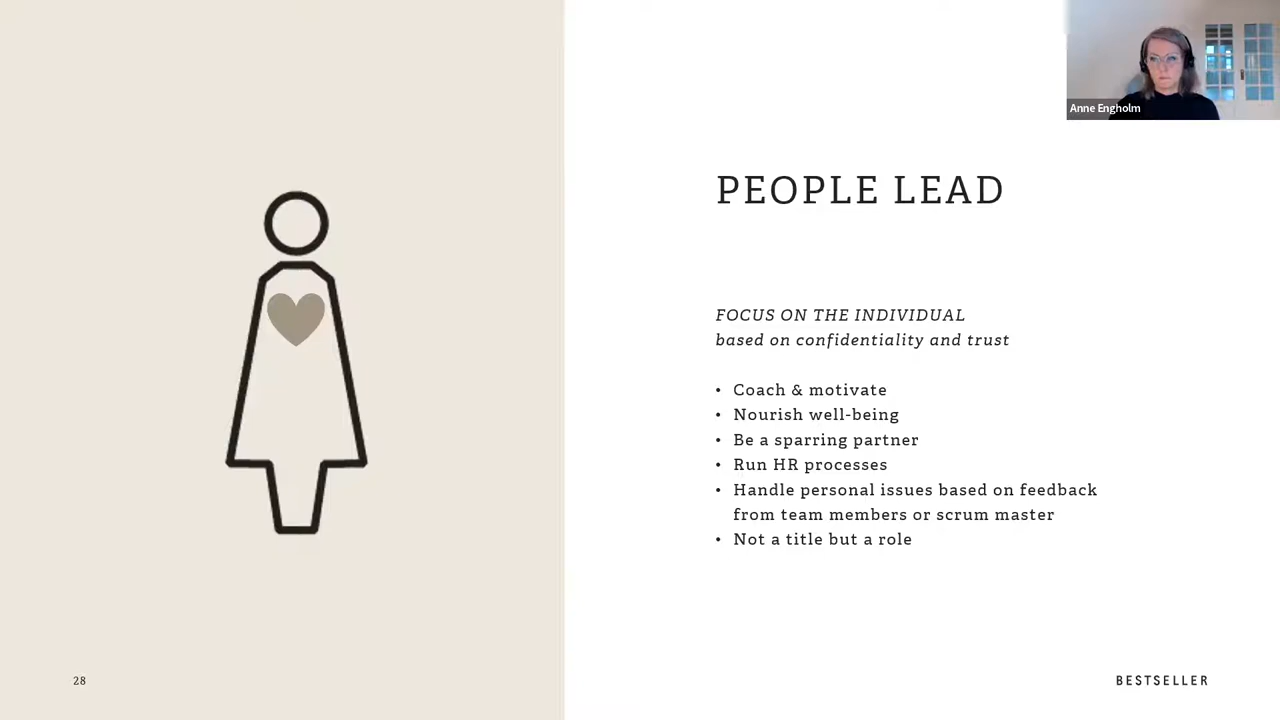 Anne Engholm
PEOPLE LEAD
FOCUS ON THE INDIVIDUAL
based on confidentiality and trust
• Coach & motivate
• Nourish well-being
• Be a sparring partner
• Run HR processes
• Handle personal issues based on feedback
from team members or scrum master
• Not a title but a role
28
BESTSELLER